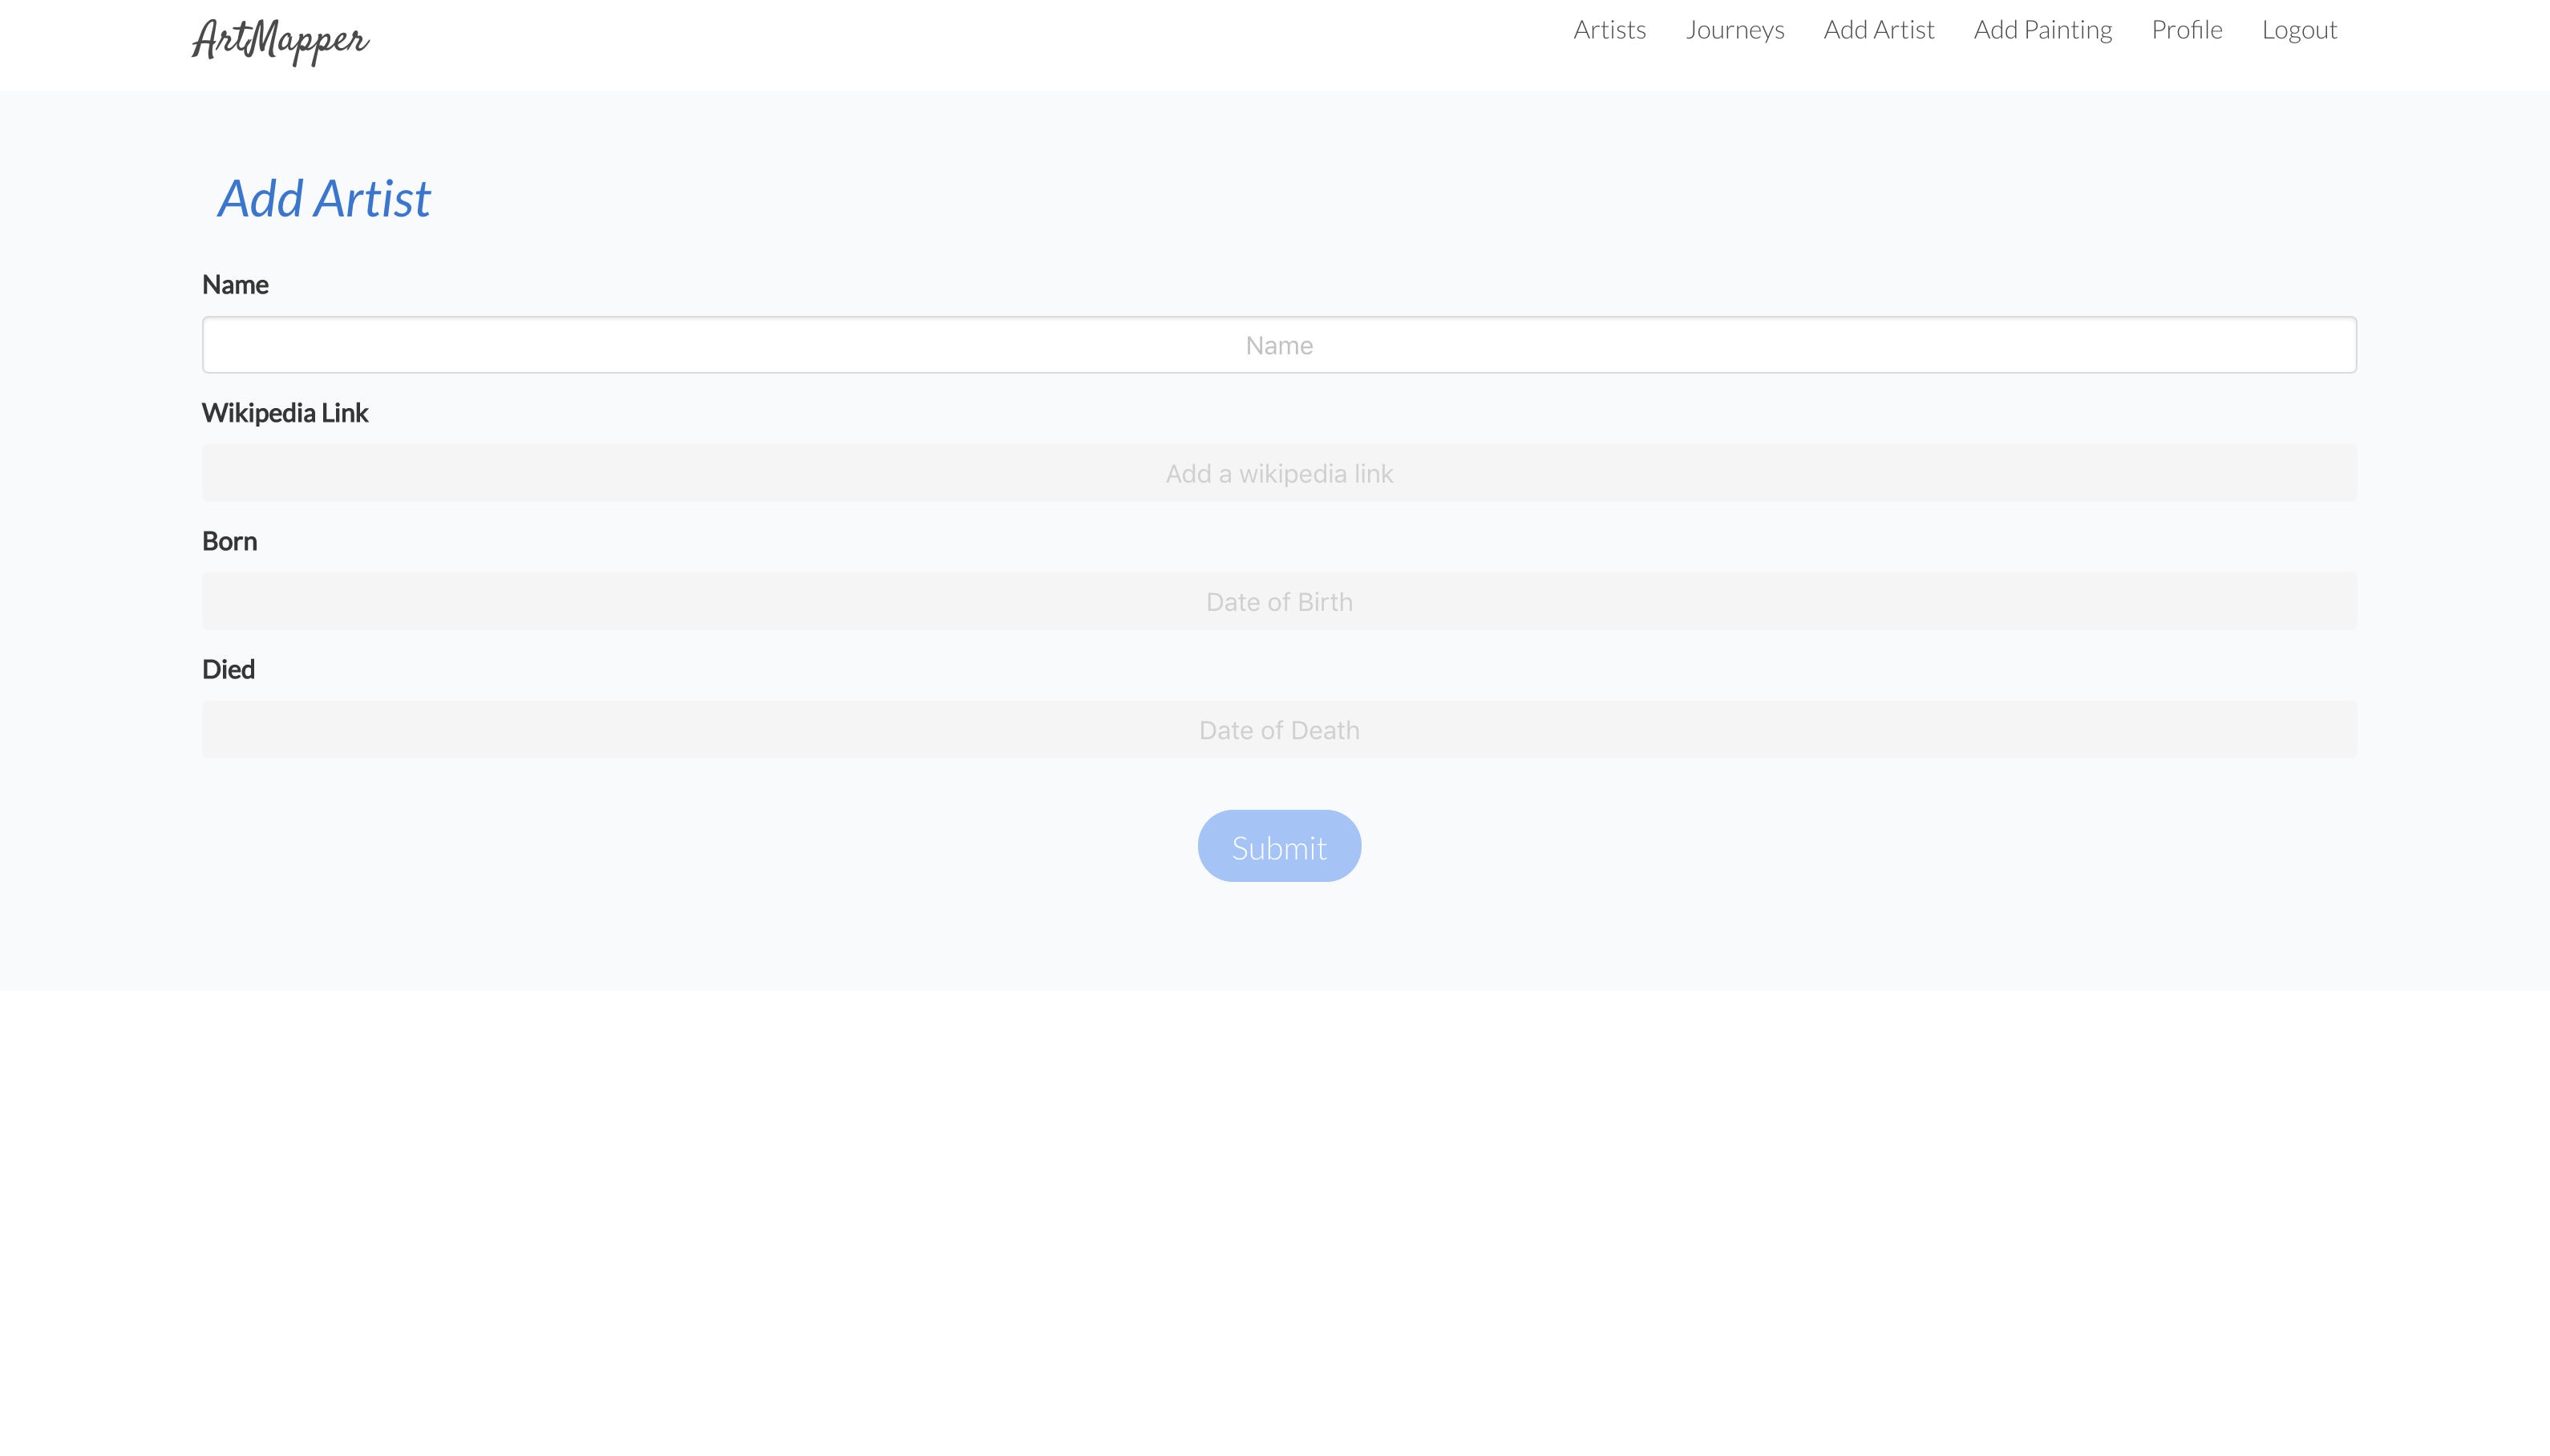 ArtMapper
Artists Journeys Add Artist Add Painting Profile Logout
Add Artist
Name
Name
Wikipedia Link
Add a wikipedia link
Born
Date of Birth
Died
Date of Death
Submit